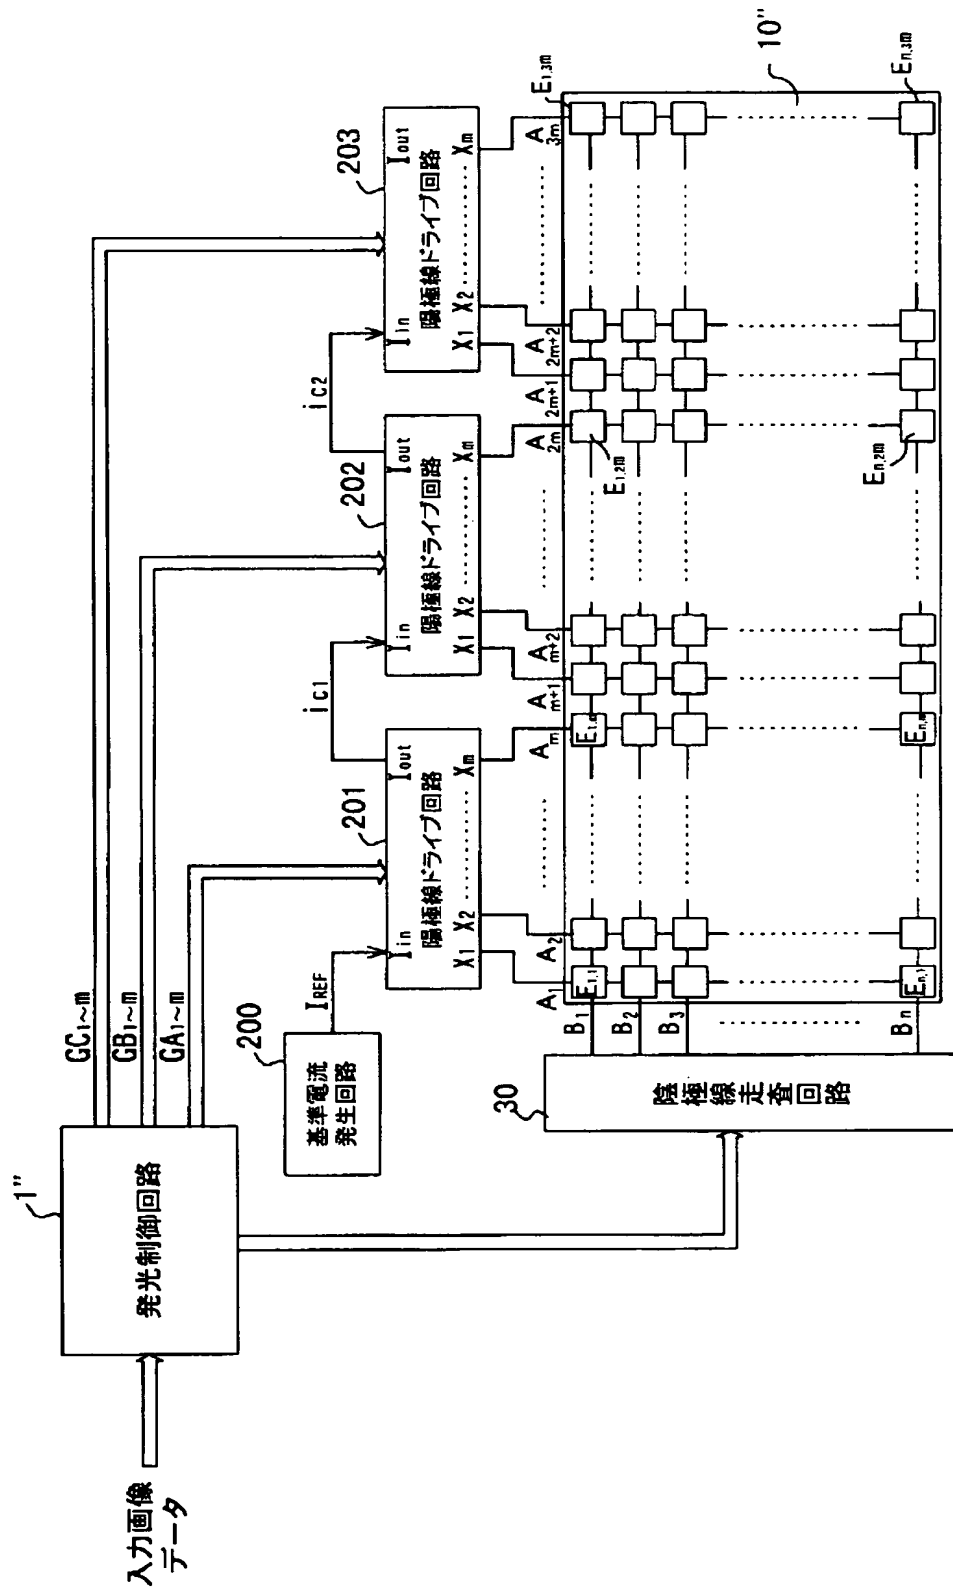 入力画像
データ
1"
発光制御回路
GC1~m
GB1~m
GA1~m
200
基準電流
発生回路
IREF
201
Iin
Iout
陽極線ドライブ回路
X1 X2 ········· Xm
iC1
202
Iin
Iout
陽極線ドライブ回路
X1 X2 ········· Xm
iC2
203
Iin
Iout
陽極線ドライブ回路
X1 X2 ········· Xm
A1 A2 ········· Am Am+1 Am+2 ········· A2m A2m+1 A2m+2 ········· A3m
E1,3m
10"
30
陰極線走査回路
B1
B2
B3
Bn
E1,1
E1,m
E1,2m
En,1
En,m
En,2m
En,3m